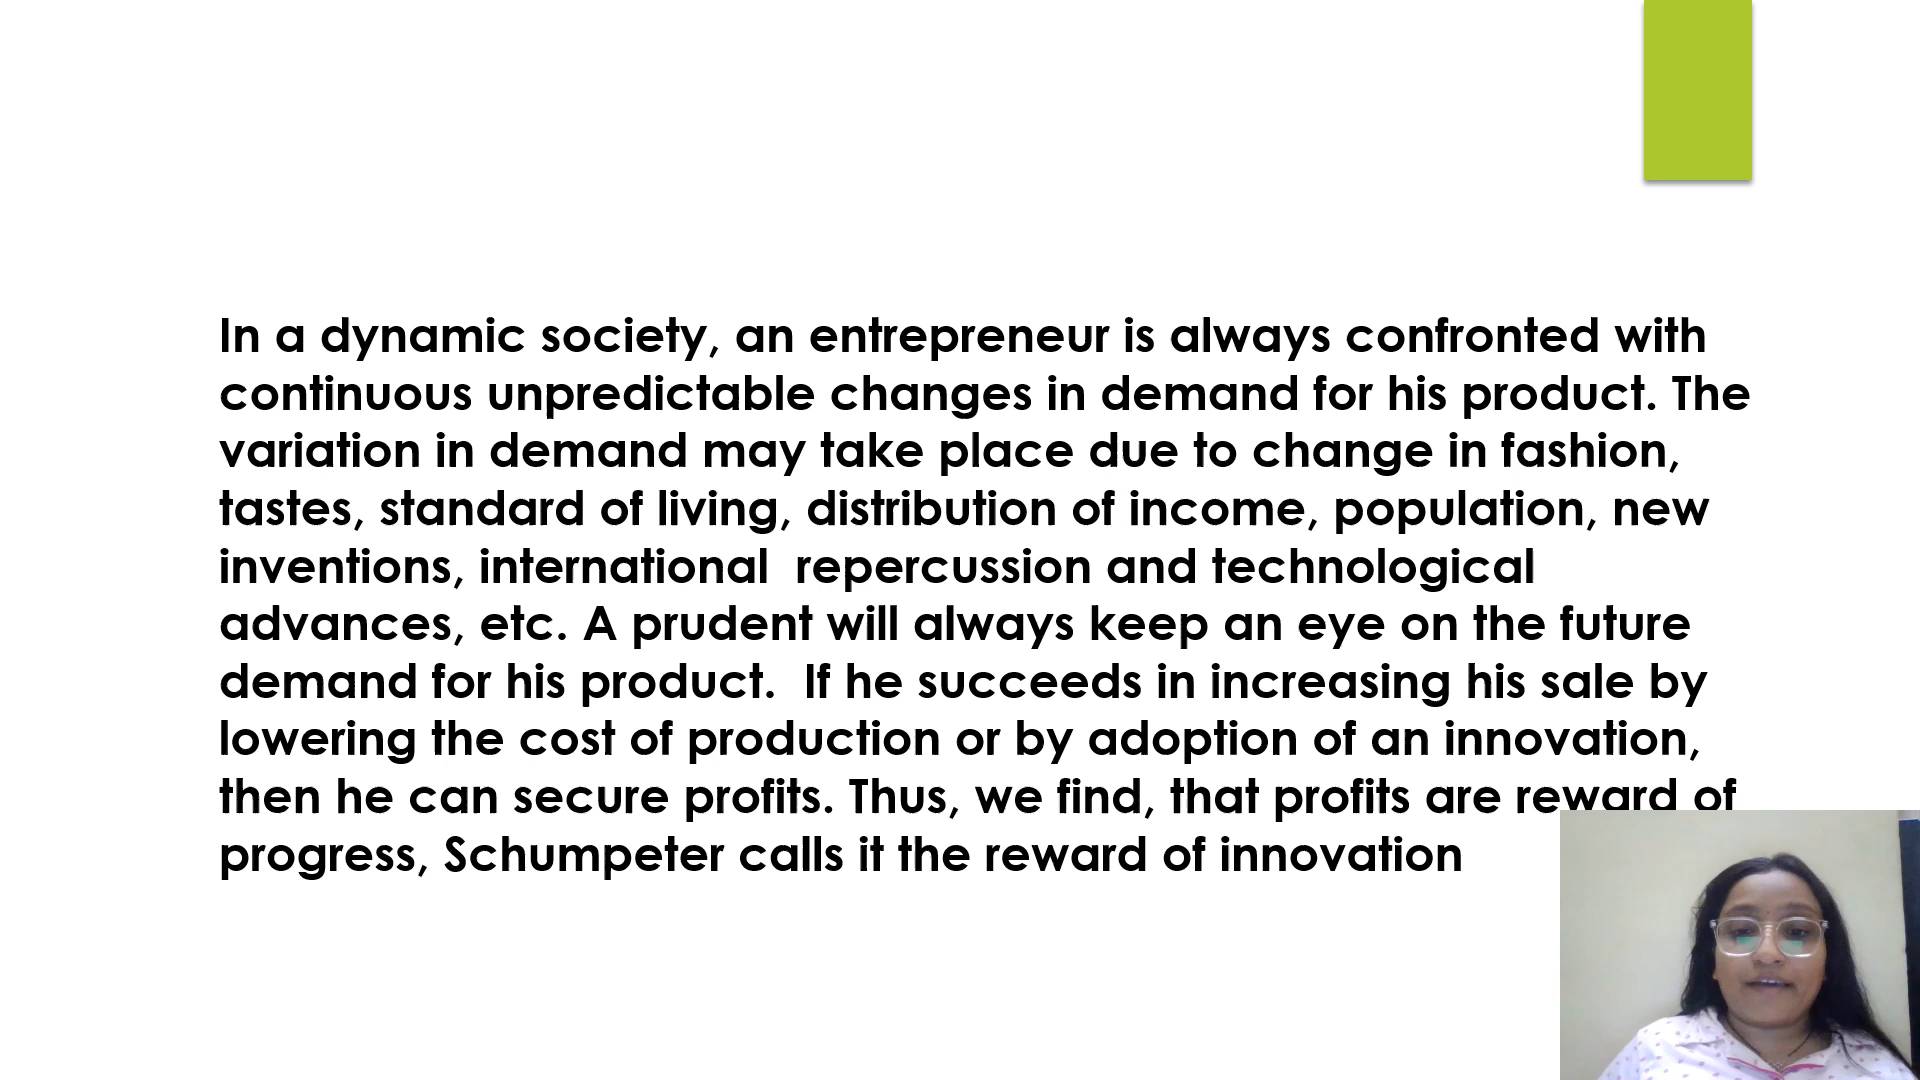 In a dynamic society, an entrepreneur is always confronted with
continuous unpredictable changes in demand for his product. The
variation in demand may take place due to change in fashion,
tastes, standard of living, distribution of income, population, new
inventions, international  repercussion and technological
advances, etc. A prudent will always keep an eye on the future
demand for his product.  If he succeeds in increasing his sale by
lowering the cost of production or by adoption of an innovation,
then he can secure profits. Thus, we find, that profits are reward of
progress, Schumpeter calls it the reward of innovation